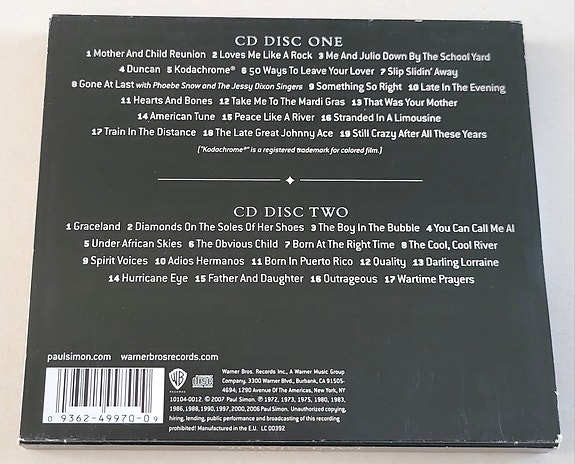 CD DISC ONE
1 Mother And Child Reunion 2 Loves Me Like A Rock 3 Me And Julio Down By The School Yard
4 Duncan 5 Kodachrome® 6 50 Ways To Leave Your Lover 7 Slip Slidin' Away
8 Gone At Last with Phoebe Snow and The Jessy Dixon Singers 9 Something So Right 10 Late In The Evening
11 Hearts And Bones 12 Take Me To The Mardi Gras 13 That Was Your Mother
14 American Tune 15 Peace Like A River 16 Stranded In A Limousine
17 Train In The Distance 18 The Late Great Johnny Ace 19 Still Crazy After All These Years
["Kodachrome®" is a registered trademark for colored film.]
CD DISC TWO
1 Graceland 2 Diamonds On The Soles Of Her Shoes 3 The Boy In The Bubble 4 You Can Call Me Al
5 Under African Skies 6 The Obvious Child 7 Born At The Right Time 8 The Cool, Cool River
9 Spirit Voices 10 Adios Hermanos 11 Born In Puerto Rico 12 Quality 13 Darling Lorraine
14 Hurricane Eye 15 Father And Daughter 16 Outrageous 17 Wartime Prayers
paulsimon.com warnerbrosrecords.com
Warner Bros. Records Inc., A Warner Music Group
Company, 3300 Warner Blvd., Burbank, CA 91505-
4694; 1290 Avenue Of The Americas, New York, NY
10104-0012. © 2007 Paul Simon. ℗ 1972, 1973, 1975, 1980, 1983,
1986, 1988, 1990, 1997, 2000, 2006 Paul Simon. Unauthorized copying,
hiring, lending, public performance and broadcasting of this recording
prohibited! Manufactured in the E.U. LC 00392
0 9362-49970-0 9